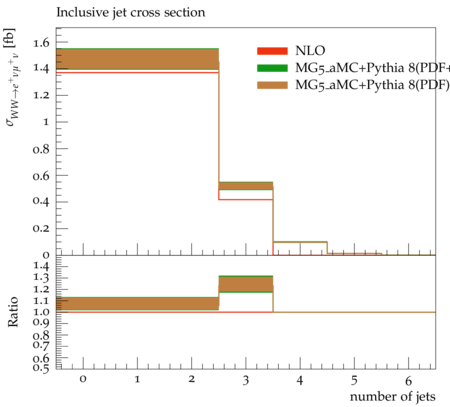 Inclusive jet cross section
σWW→e+νμ+ν [fb]
1.6
1.4
1.2
1
0.8
0.6
0.4
0.2
0
NLO
MG5_aMC+Pythia 8(PDF+
MG5_aMC+Pythia 8(PDF)
Ratio
1.4
1.3
1.2
1.1
1.0
0.9
0.8
0.7
0.6
0.5
0 1 2 3 4 5 6
number of jets